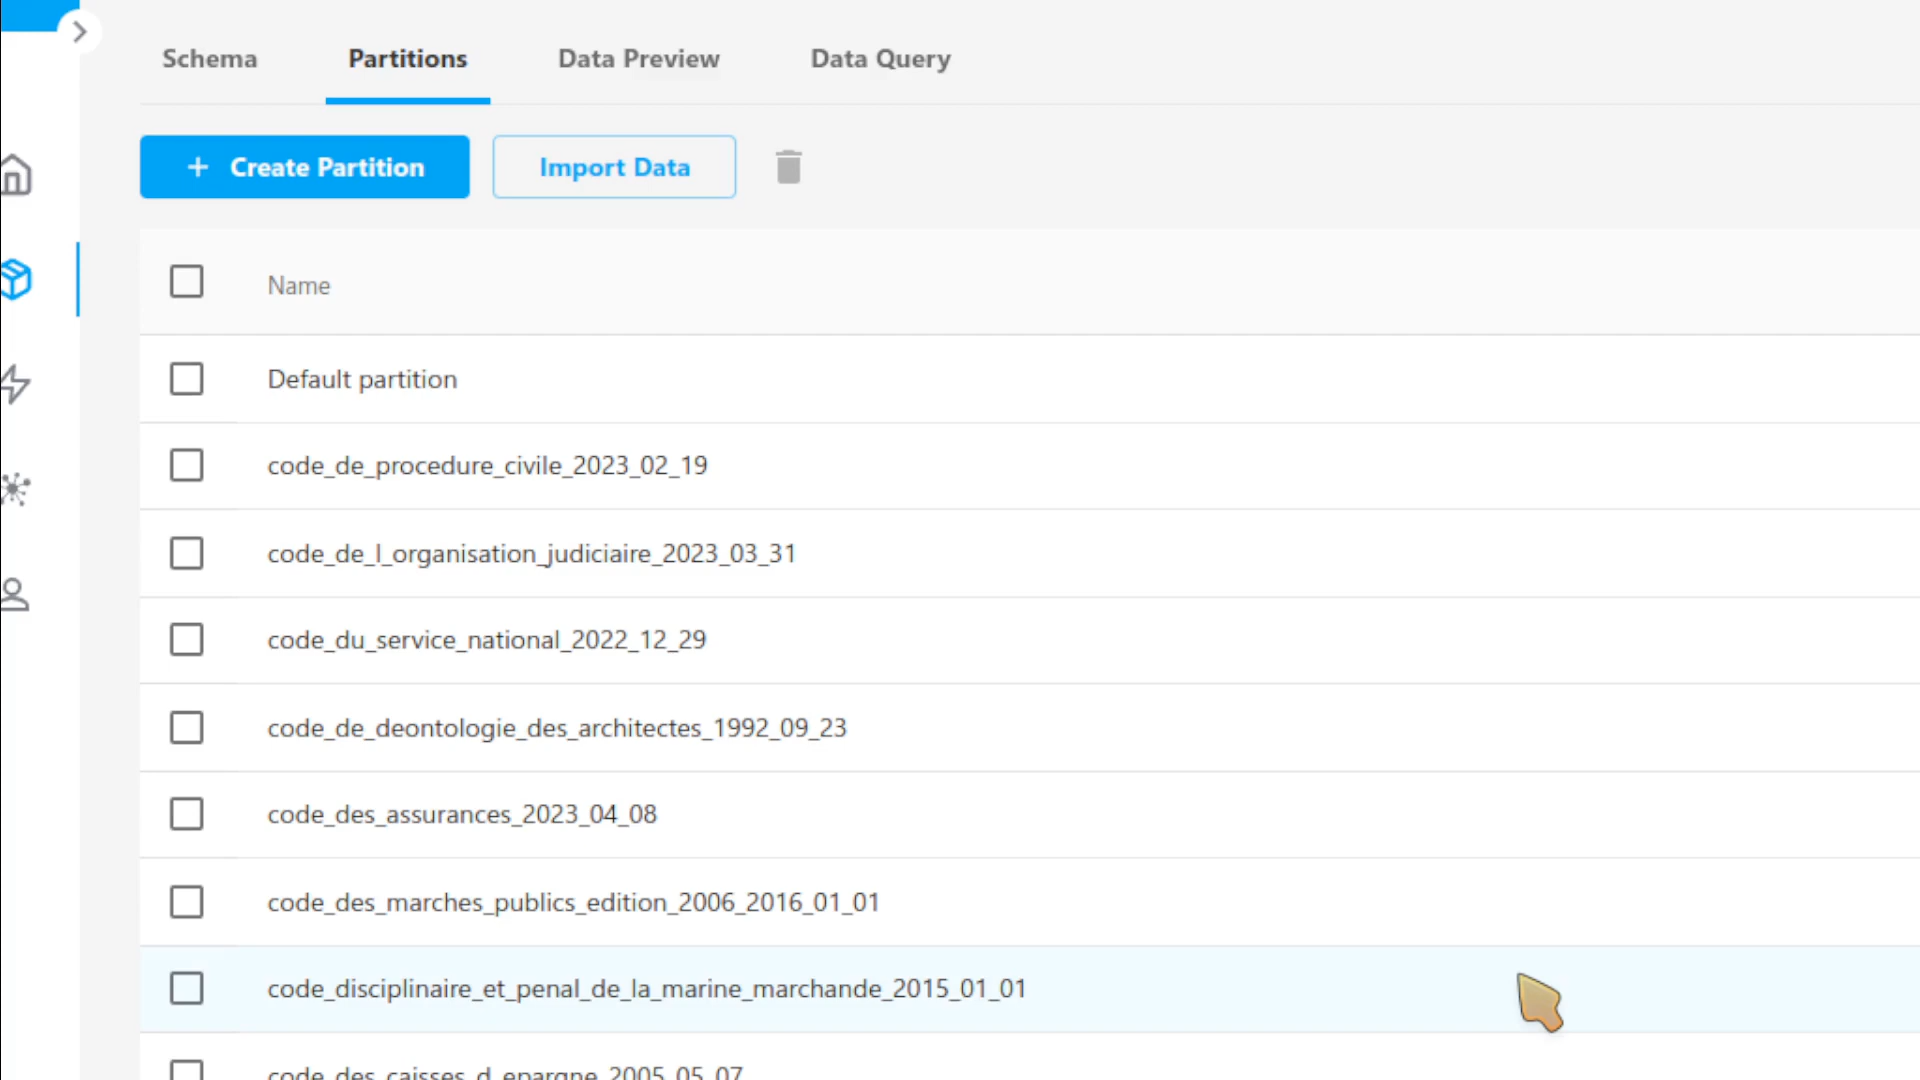 Schema Partitions Data Preview Data Query
+ Create Partition Import Data
Name
Default partition
code_de_procedure_civile_2023_02_19
code_de_l_organisation_judiciaire_2023_03_31
code_du_service_national_2022_12_29
code_de_deontologie_des_architectes_1992_09_23
code_des_assurances_2023_04_08
code_des_marches_publics_edition_2006_2016_01_01
code_disciplinaire_et_penal_de_la_marine_marchande_2015_01_01
code_des_caisses_d_epargne_2005_05_07